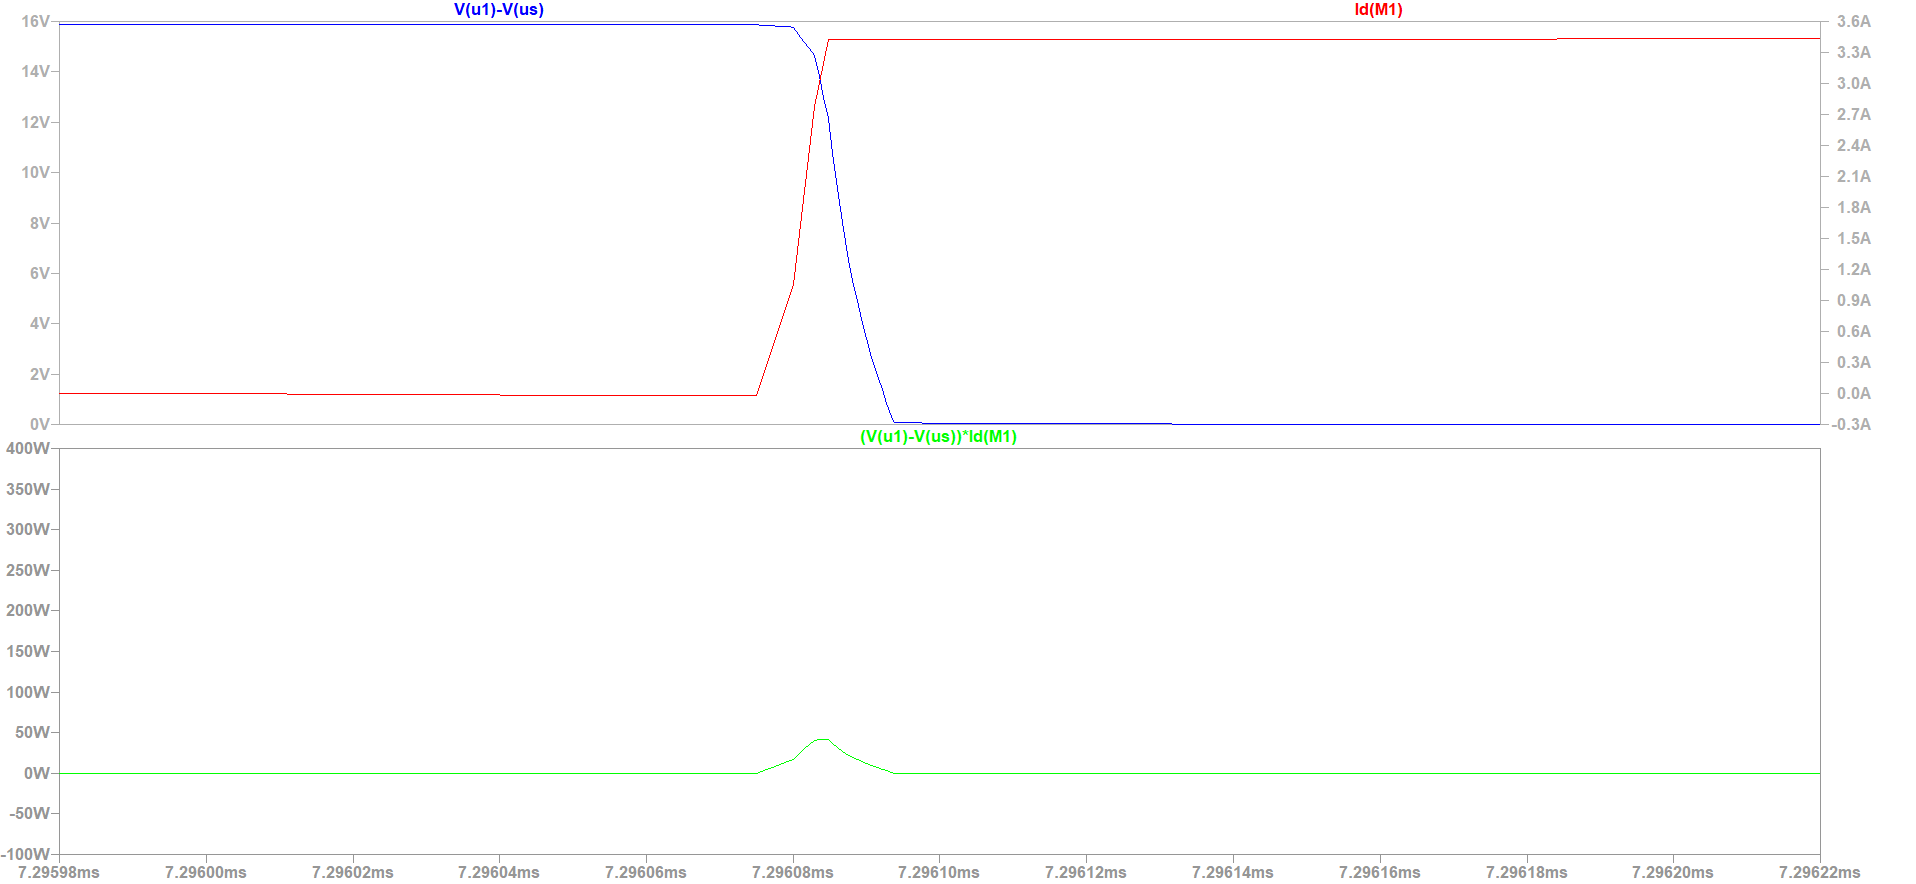 V(u1)-V(us) Id(M1)
16V 3.6A
14V 3.3A
12V 3.0A
10V 2.7A
8V 2.4A
6V 2.1A
4V 1.8A
2V 1.5A
0V 1.2A
0.9A
0.6A
0.3A
0.0A
-0.3A
(V(u1)-V(us))*Id(M1)
400W
350W
300W
250W
200W
150W
100W
50W
0W
-50W
-100W
7.29598ms 7.29600ms 7.29602ms 7.29604ms 7.29606ms 7.29608ms 7.29610ms 7.29612ms 7.29614ms 7.29616ms 7.29618ms 7.29620ms 7.29622ms